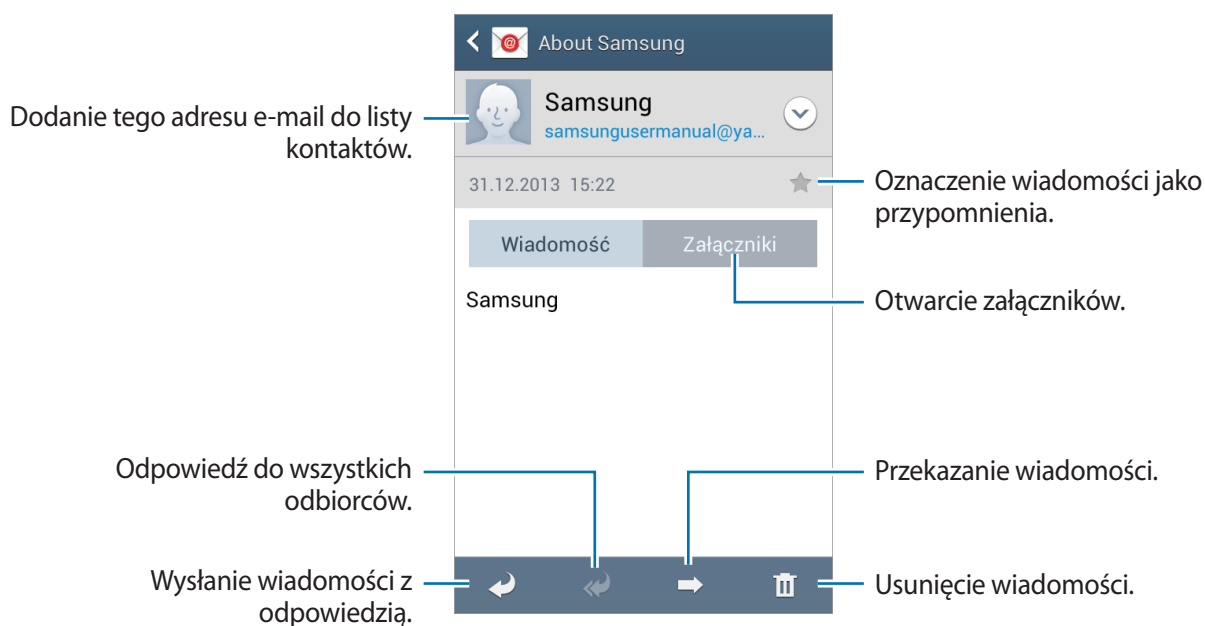 About Samsung
Samsung
samsungusermanual@ya...
Dodanie tego adresu e-mail do listy
kontaktów.
31.12.2013 15:22
Oznaczenie wiadomości jako
przypomnienia.
Wiadomość
Załączniki
Samsung
Otwarcie załączników.
Odpowiedź do wszystkich
odbiorców.
Przekazanie wiadomości.
Wysłanie wiadomości z
odpowiedzią.
Usunięcie wiadomości.